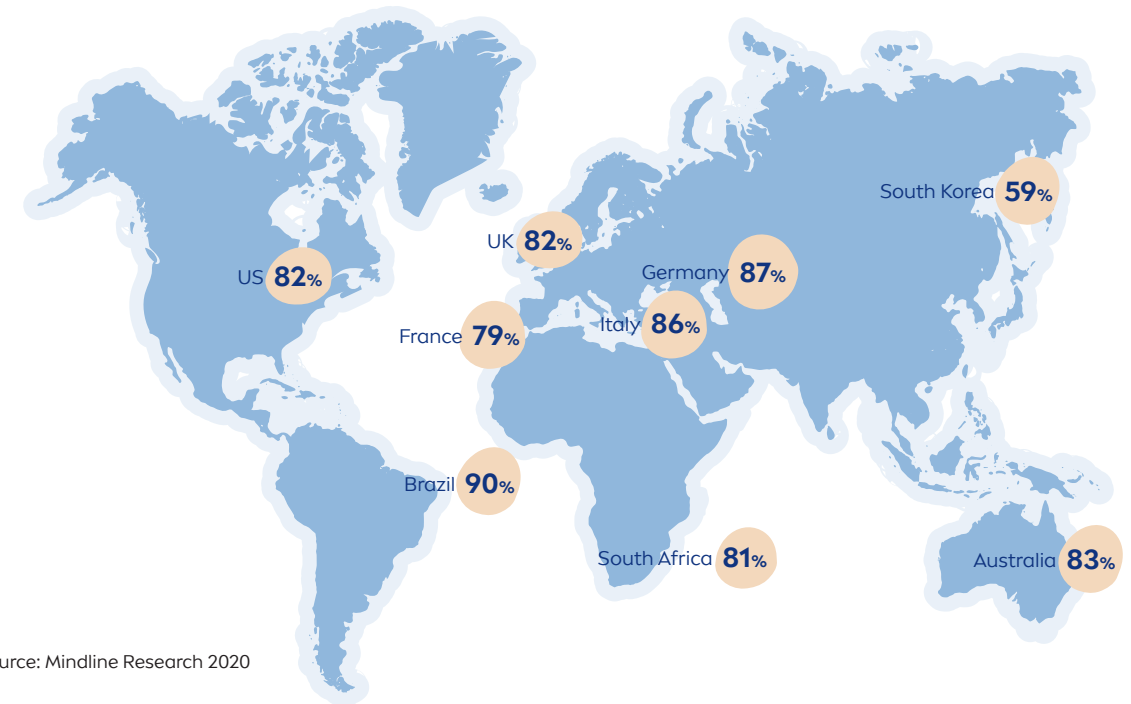 South Korea 59%
UK 82%
Germany 87%
US 82%
Italy 86%
France 79%
Brazil 90%
South Africa 81%
Australia 83%
urce: Mindline Research 2020